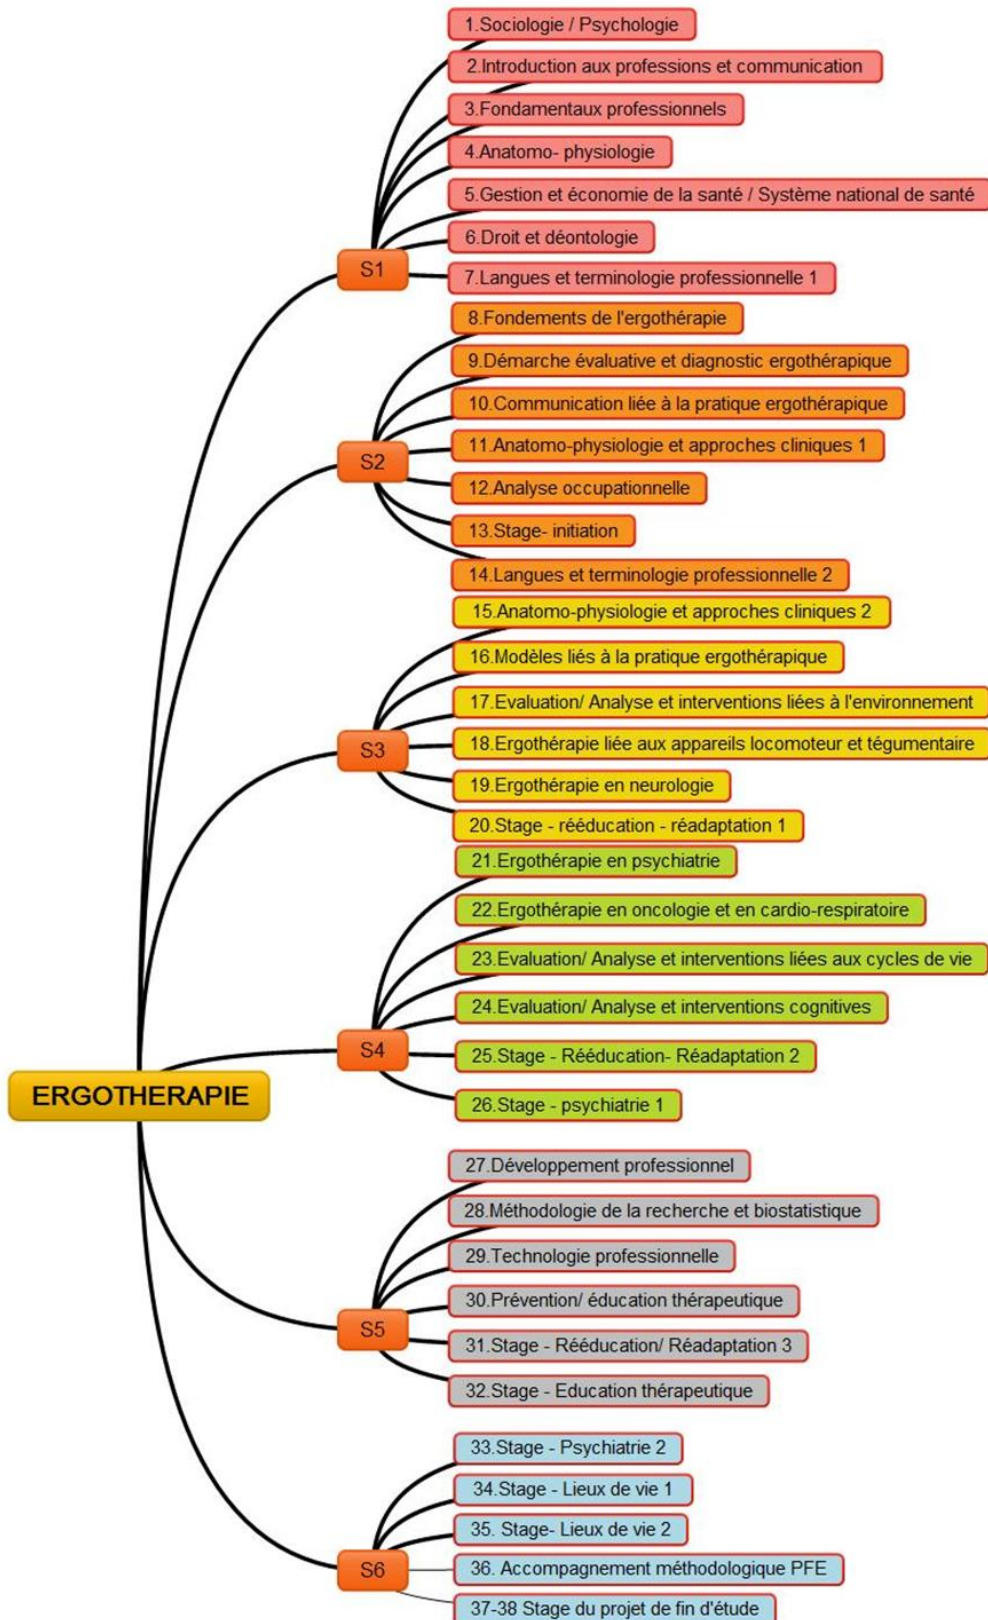 1.Sociologie / Psychologie
2.Introduction aux professions et communication
3.Fondamentaux professionnels
4.Anatomo- physiologie
5.Gestion et économie de la santé / Système national de santé
6.Droit et déontologie
S1
7.Langues et terminologie professionnelle 1
8.Fondements de l'ergothérapie
9.Démarche évaluative et diagnostic ergothérapique
10.Communication liée à la pratique ergothérapique
11.Anatomo-physiologie et approches cliniques 1
S2
12.Analyse occupationnelle
13.Stage- initiation
14.Langues et terminologie professionnelle 2
15.Anatomo-physiologie et approches cliniques 2
16.Modèles liés à la pratique ergothérapique
17.Evaluation/ Analyse et interventions liées à l'environnement
18.Ergothérapie liée aux appareils locomoteur et tégumentaire
S3
19.Ergothérapie en neurologie
20.Stage - rééducation - réadaptation 1
21.Ergothérapie en psychiatrie
22.Ergothérapie en oncologie et en cardio-respiratoire
23.Evaluation/ Analyse et interventions liées aux cycles de vie
24.Evaluation/ Analyse et interventions cognitives
S4
25.Stage - Rééducation- Réadaptation 2
ERGOTHERAPIE
26.Stage - psychiatrie 1
27.Développement professionnel
28.Méthodologie de la recherche et biostatistique
29.Technologie professionnelle
30.Prévention/ éducation thérapeutique
S5
31.Stage - Rééducation/ Réadaptation 3
32.Stage - Education thérapeutique
33.Stage - Psychiatrie 2
34.Stage - Lieux de vie 1
35. Stage- Lieux de vie 2
S6
36. Accompagnement méthodologique PFE
37-38 Stage du projet de fin d'étude